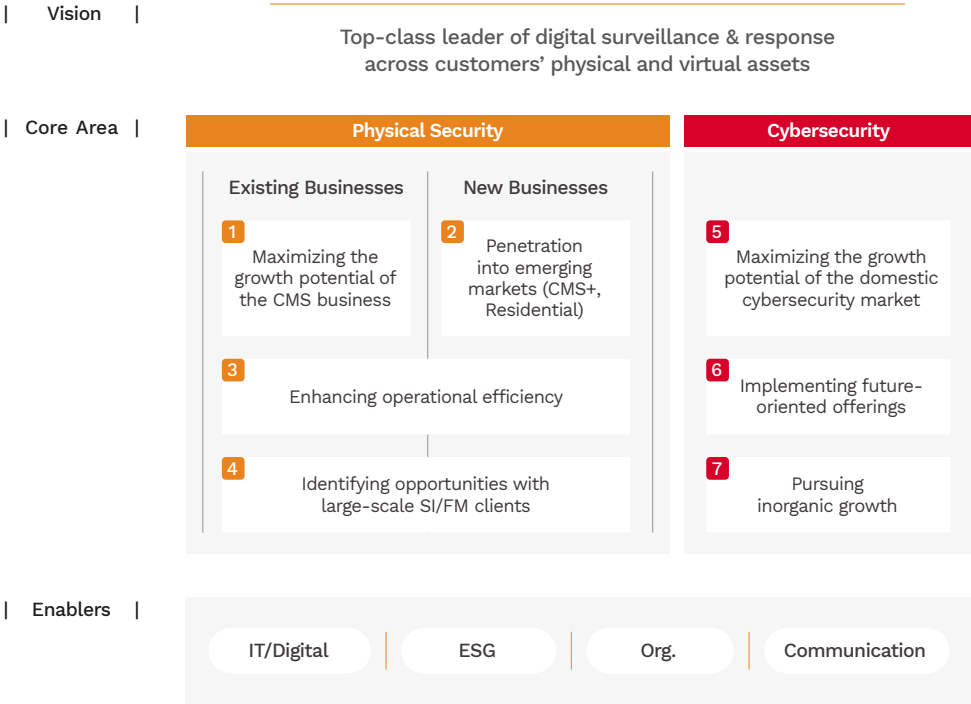 | Vision |
Top-class leader of digital surveillance & response
across customers’ physical and virtual assets
| Core Area |
Physical Security
Existing Businesses
New Businesses
1
Maximizing the
growth potential of
the CMS business
2
Penetration
into emerging
markets (CMS+,
Residential)
3
Enhancing operational efficiency
4
Identifying opportunities with
large-scale SI/FM clients
Cybersecurity
5
Maximizing the growth
potential of the domestic
cybersecurity market
6
Implementing future-
oriented offerings
7
Pursuing
inorganic growth
| Enablers |
IT/Digital
ESG
Org.
Communication